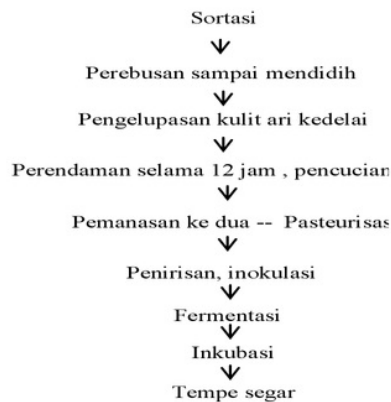 Sortasi
Perebusan sampai mendidih
Pengelupasan kulit ari kedelai
Perendaman selama 12 jam , pencucian
Pemanasan ke dua -- Pasteurisas
Penirisan, inokulasi
Fermentasi
Inkubasi
Tempe segar